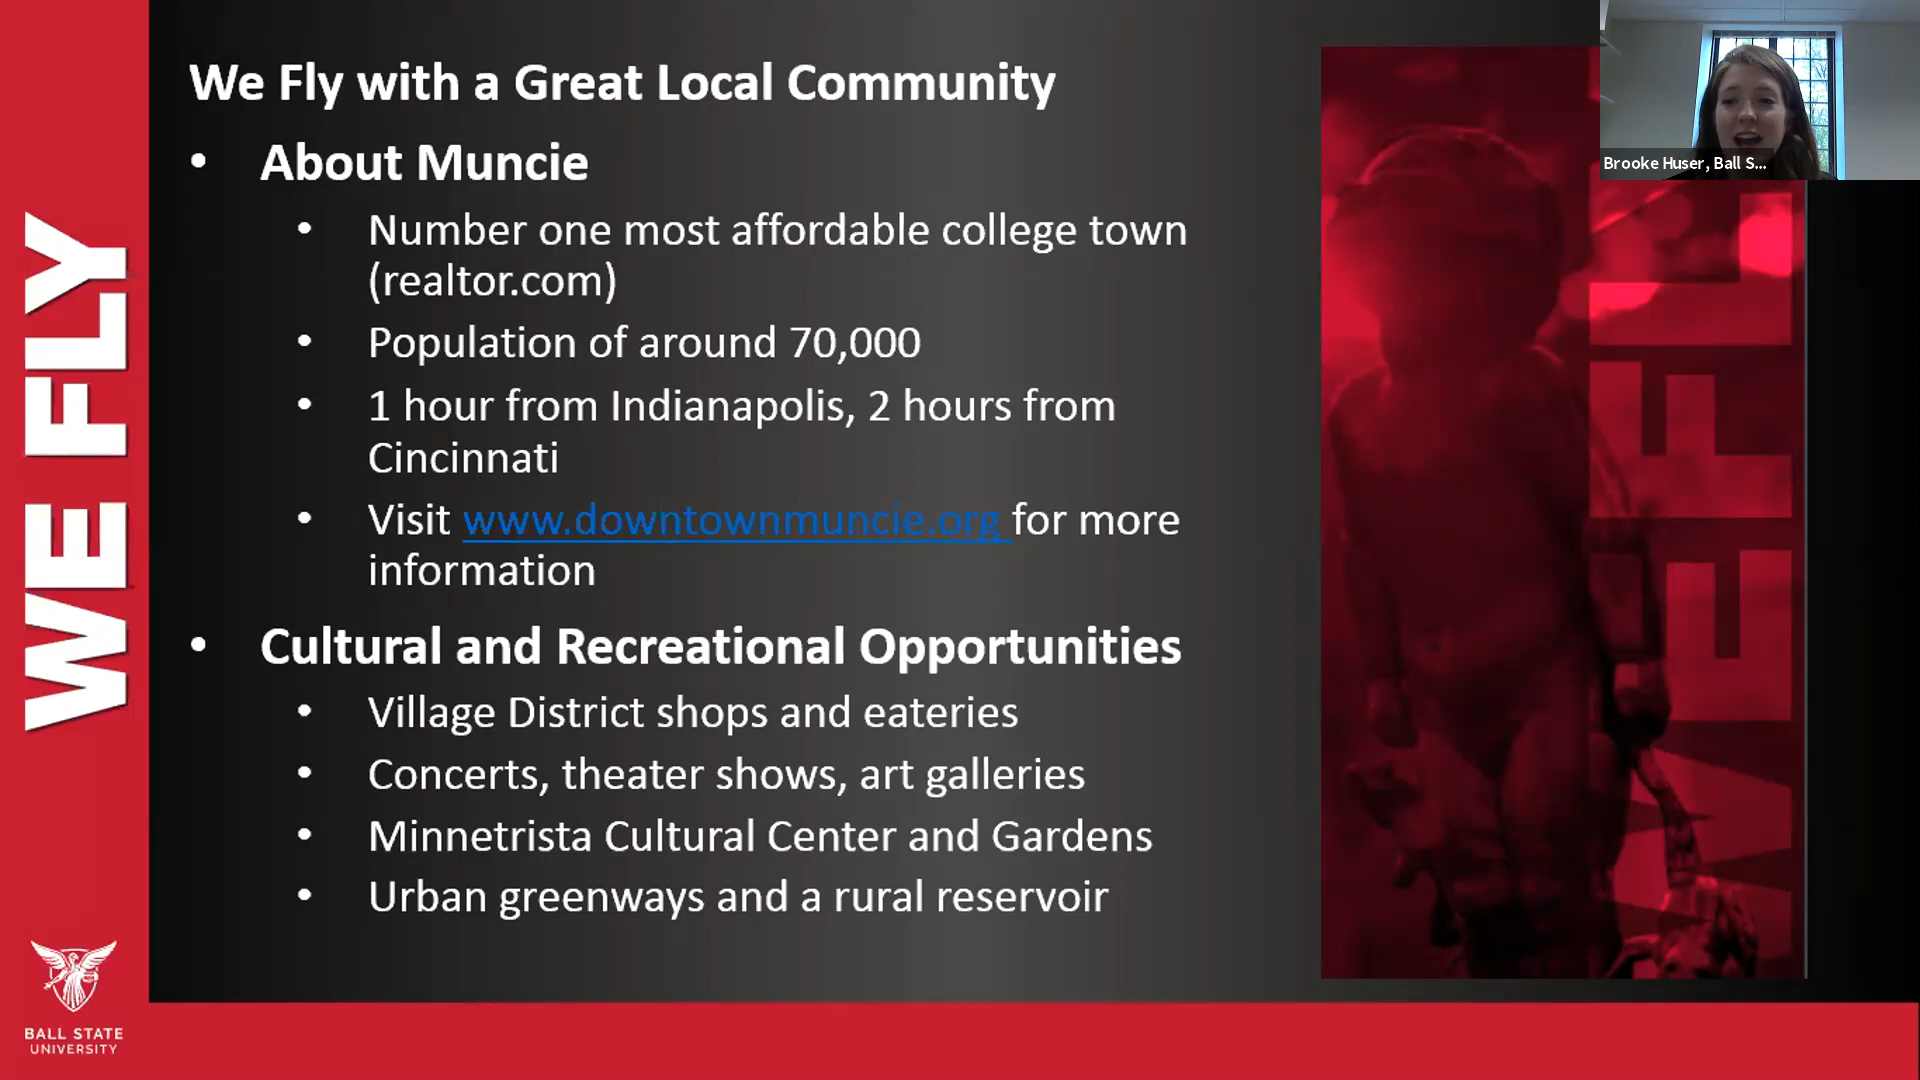 We Fly with a Great Local Community
• About Muncie
• Number one most affordable college town
(realtor.com)
• Population of around 70,000
• 1 hour from Indianapolis, 2 hours from
Cincinnati
• Visit www.downtownmuncie.org for more
information
• Cultural and Recreational Opportunities
• Village District shops and eateries
• Concerts, theater shows, art galleries
• Minnetrista Cultural Center and Gardens
• Urban greenways and a rural reservoir
WE FLY
BALL STATE
UNIVERSITY
Brooke Huser, Ball S...
WE FL